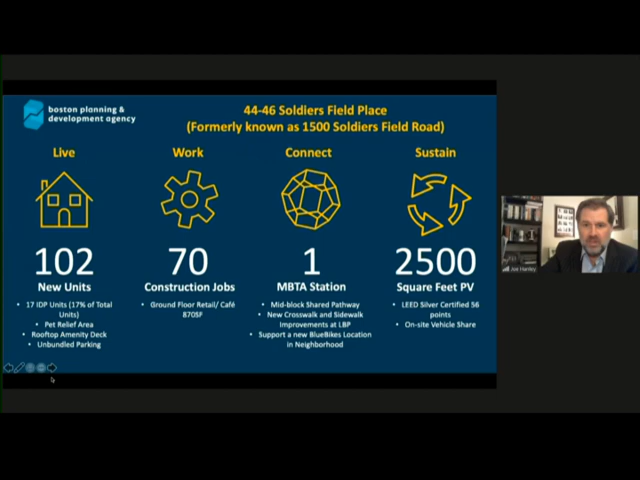 boston planning &
development agency
44-46 Soldiers Field Place
(Formerly known as 1500 Soldiers Field Road)
Live
Work
Connect
Sustain
102
70
1
2500
New Units
Construction Jobs
MBTA Station
Square Feet PV
• 17 IDP Units (17% of Total
Units)
• Pet Relief Area
• Rooftop Amenity Deck
• Unbundled Parking
• Ground Floor Retail/ Café
870SF
• Mid-block Shared Pathway
• New Crosswalk and Sidewalk
Improvements at LBP
• Support a new BlueBikes Location
in Neighborhood
• LEED Silver Certified 56
points
• On-site Vehicle Share
Joe Hanley